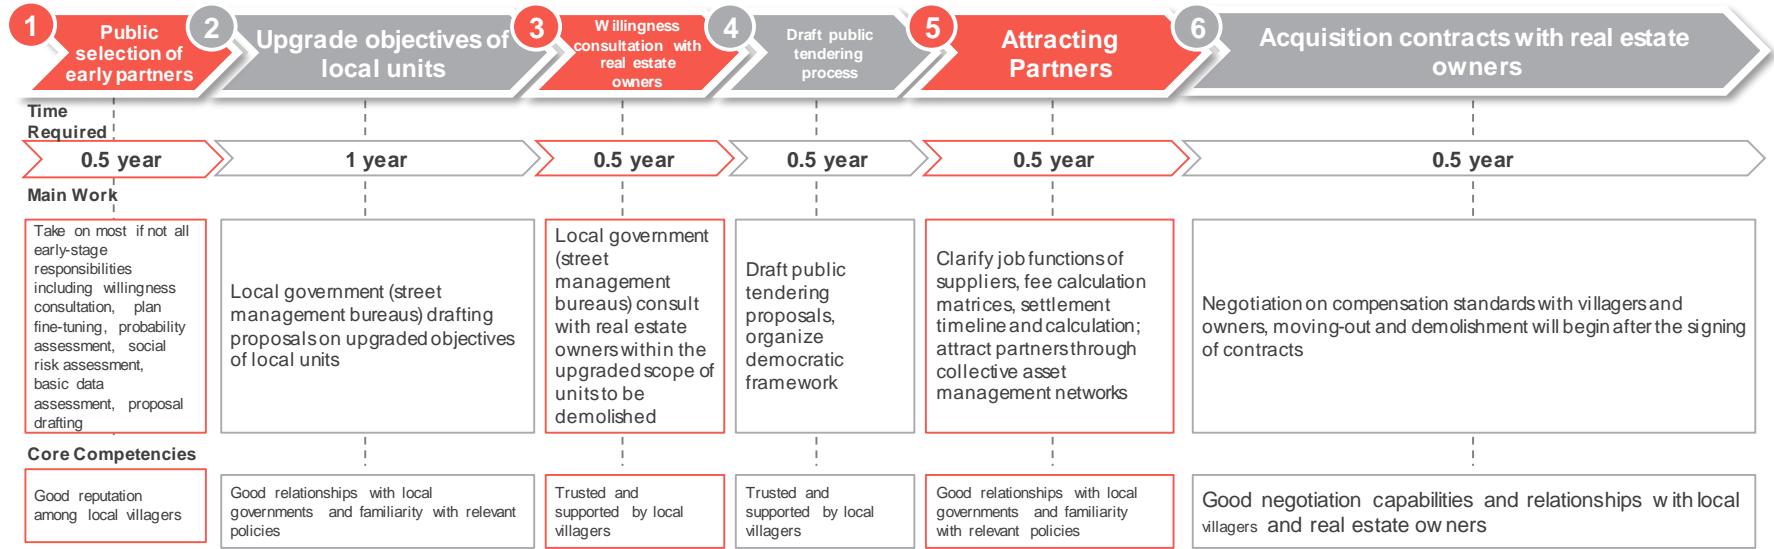 1
Public
selection of
early partners
2
Upgrade objectives of
local units
3
Willingness
consultation with
real estate
owners
4
Draft public
tendering
process
5
Attracting
Partners
6
Acquisition contracts with real estate
owners
Time
Required
0.5 year
1 year
0.5 year
0.5 year
0.5 year
0.5 year
Main Work
Take on most if not all
early-stage
responsibilities
including willingness
consultation, plan
fine-tuning, probability
assessment, social
risk assessment,
basic data
assessment, proposal
drafting
Local government (street
management bureaus) drafting
proposals on upgraded objectives
of local units
Local government
(street
management
bureaus) consult
with real estate
owners within the
upgraded scope of
units to be
demolished
Draft public
tendering
proposals,
organize
democratic
framework
Clarify job functions of
suppliers, fee calculation
matrices, settlement
timeline and calculation;
attract partners through
collective asset
management networks
Negotiation on compensation standards with villagers and
owners, moving-out and demolishment will begin after the signing
of contracts
Core Competencies
Good reputation
among local villagers
Good relationships with local
governments and familiarity with relevant
policies
Trusted and
supported by local
villagers
Trusted and
supported by local
villagers
Good relationships with local
governments and familiarity
with relevant policies
Good negotiation capabilities and relationships with local
villagers and real estate owners